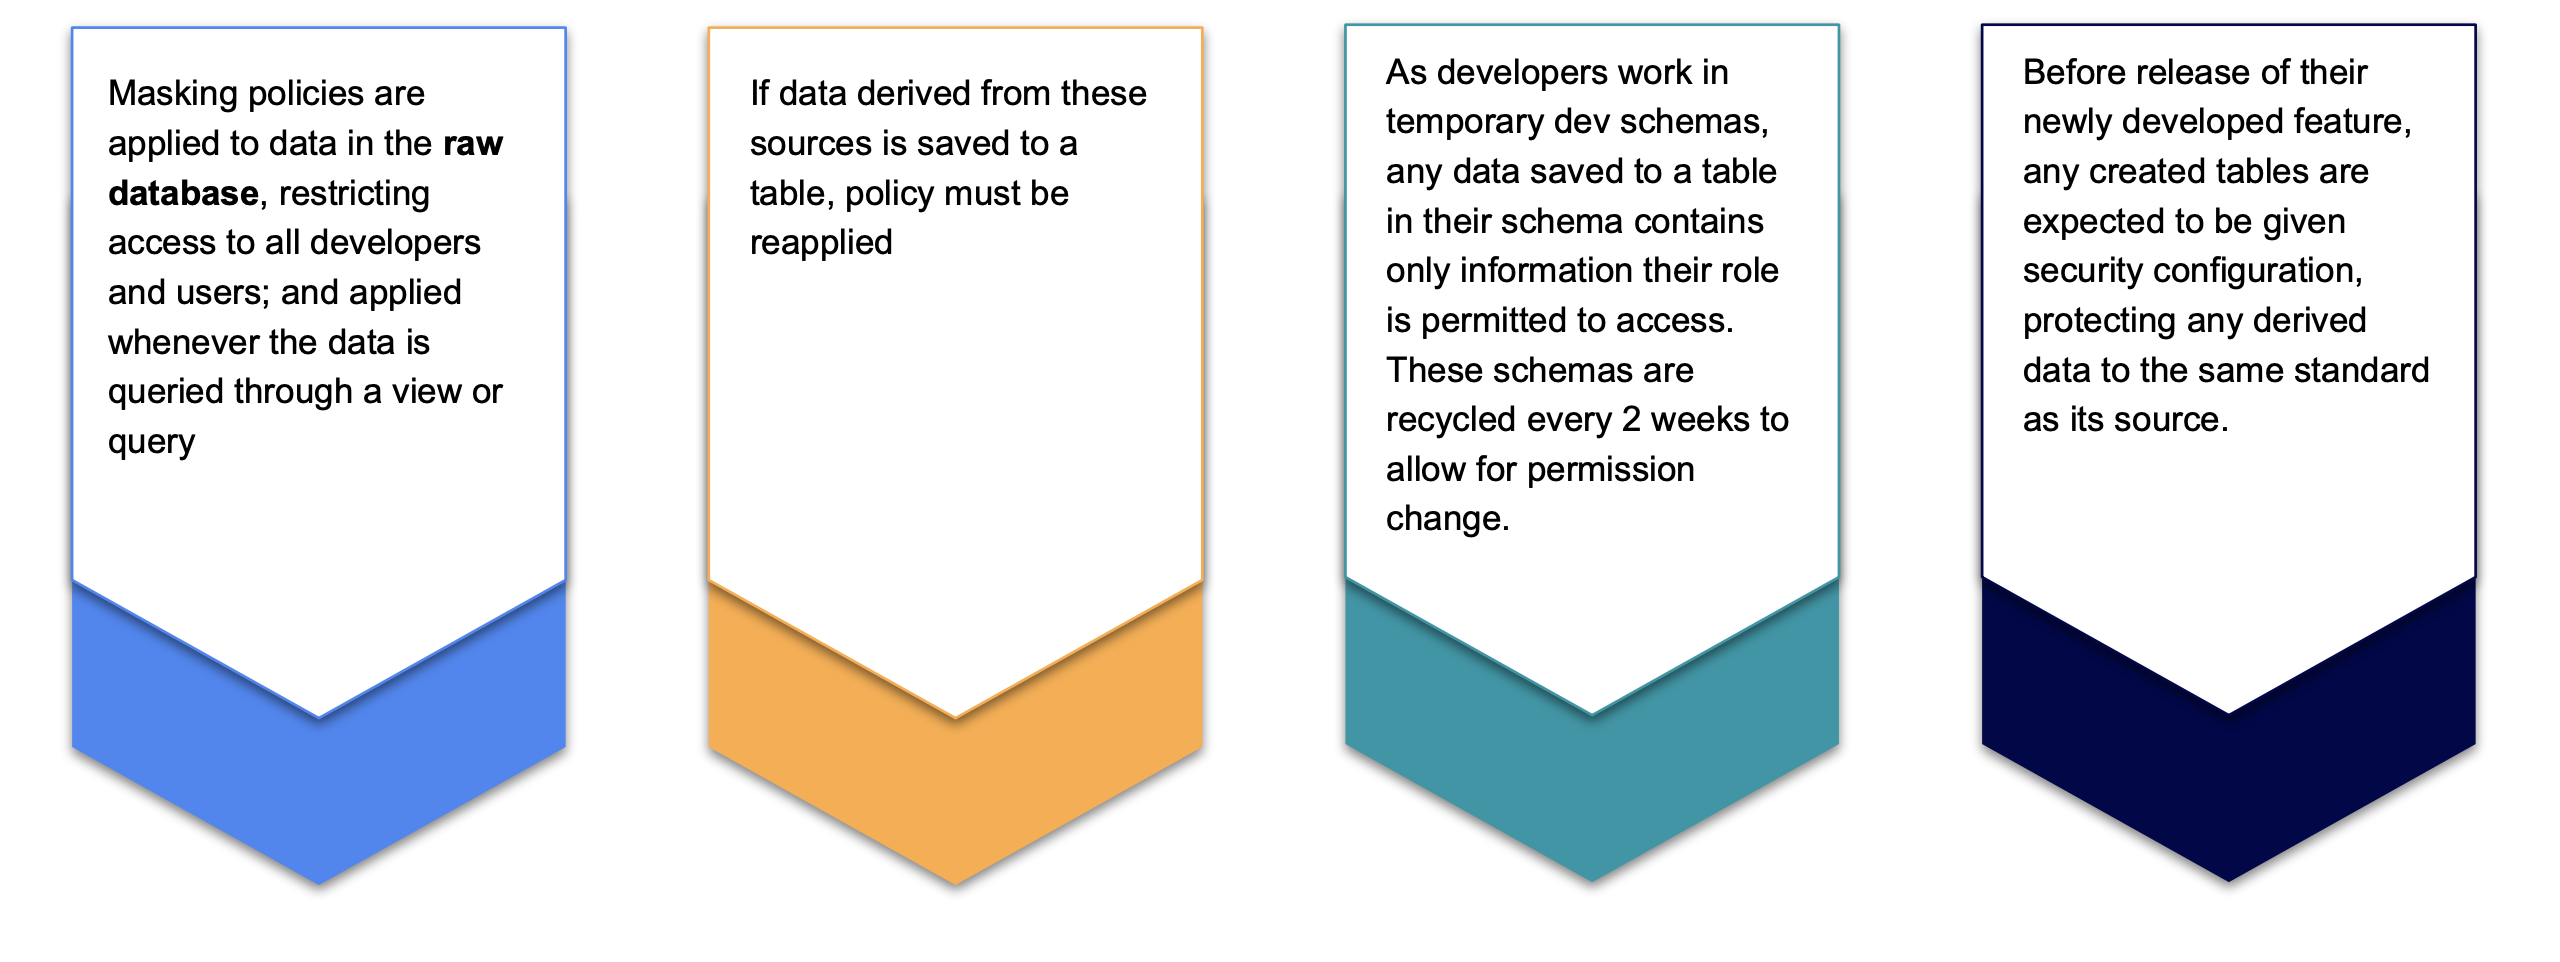 Masking policies are
applied to data in the raw
database, restricting
access to all developers
and users; and applied
whenever the data is
queried through a view or
query
If data derived from these
sources is saved to a
table, policy must be
reapplied
As developers work in
temporary dev schemas,
any data saved to a table
in their schema contains
only information their role
is permitted to access.
These schemas are
recycled every 2 weeks to
allow for permission
change.
Before release of their
newly developed feature,
any created tables are
expected to be given
security configuration,
protecting any derived
data to the same standard
as its source.